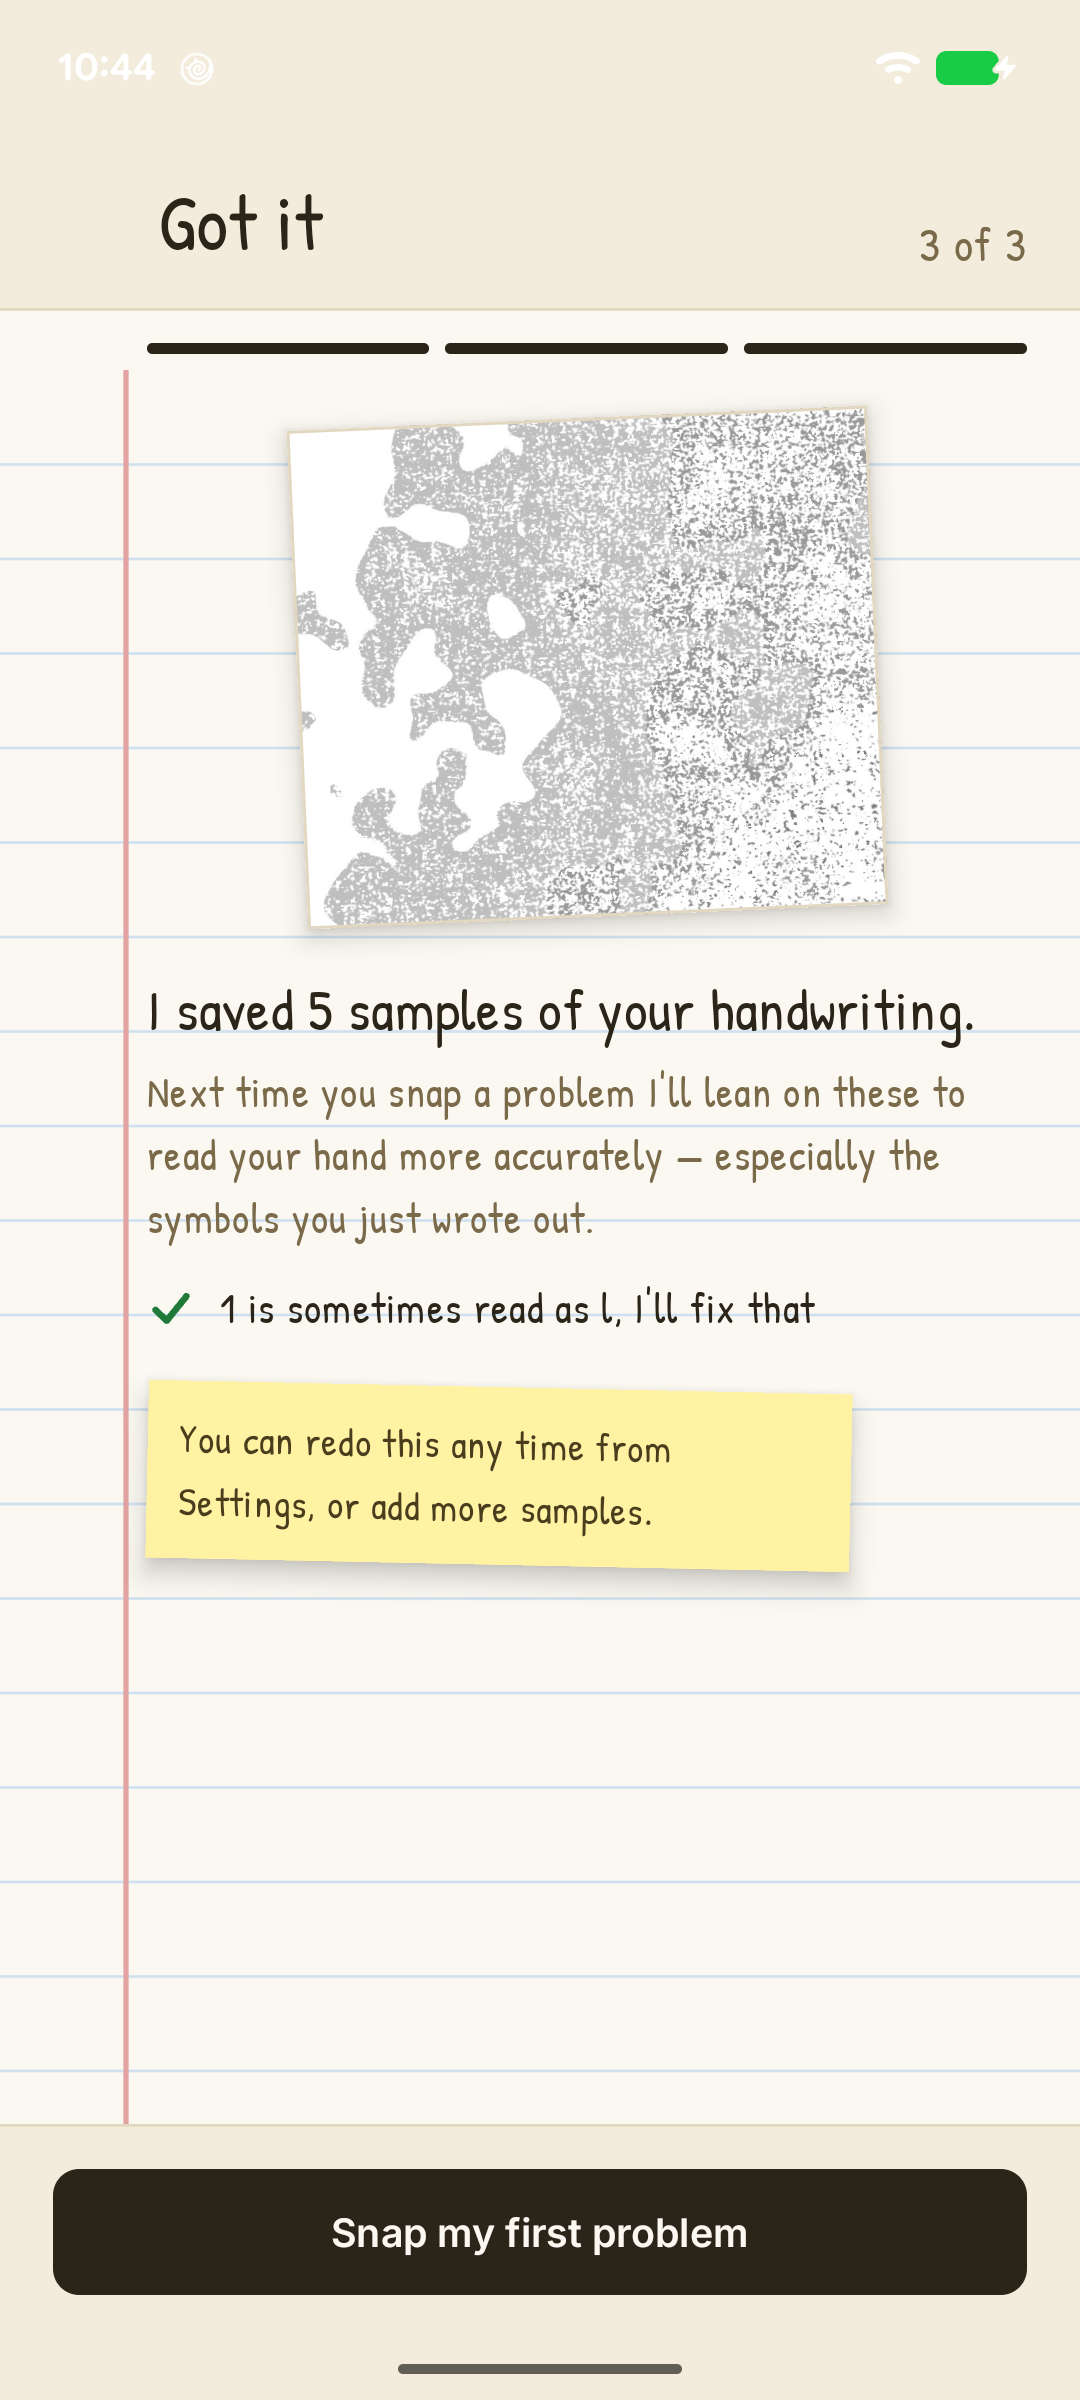 10:44
Got it
3 of 3
I saved 5 samples of your handwriting.
Next time you snap a problem I'll lean on these to
read your hand more accurately — especially the
symbols you just wrote out.
1 is sometimes read as l, I'll fix that
You can redo this any time from
Settings, or add more samples.
Snap my first problem